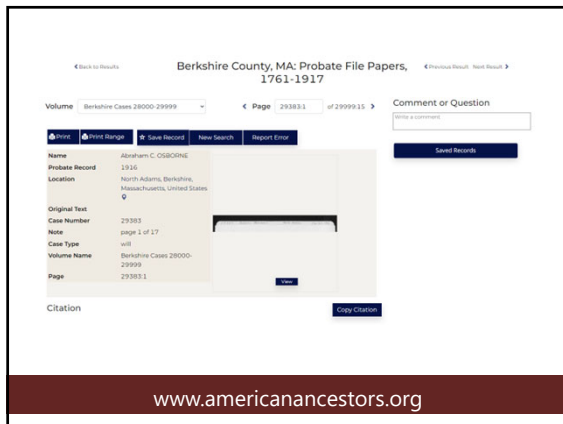 Back to Results
Berkshire County, MA: Probate File Papers, 1761-1917
Previous Result Next Result
Volume Berkshire Cases 28000-29999
Page 29383:1 of 29999:15
Comment or Question
Write a comment
Print Print Range Save Record New Search Report Error
Saved Records
Name Abraham C. OSBORNE
Probate Record 1916
Location North Adams, Berkshire,
Massachusetts, United States
Original Text
Case Number 29383
Note page 1 of 17
Case Type will
Volume Name Berkshire Cases 28000-
29999
Page 29383:1
View
Citation
Copy Citation
www.americanancestors.org